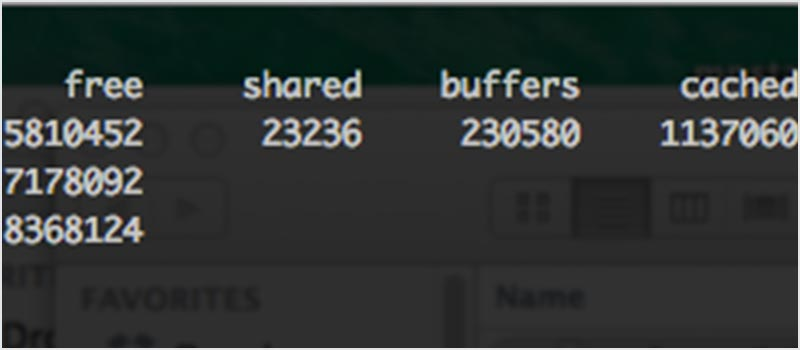 free shared buffers cached
5810452 23236 230580 1137060
7178092
8368124
FAVORITES Name